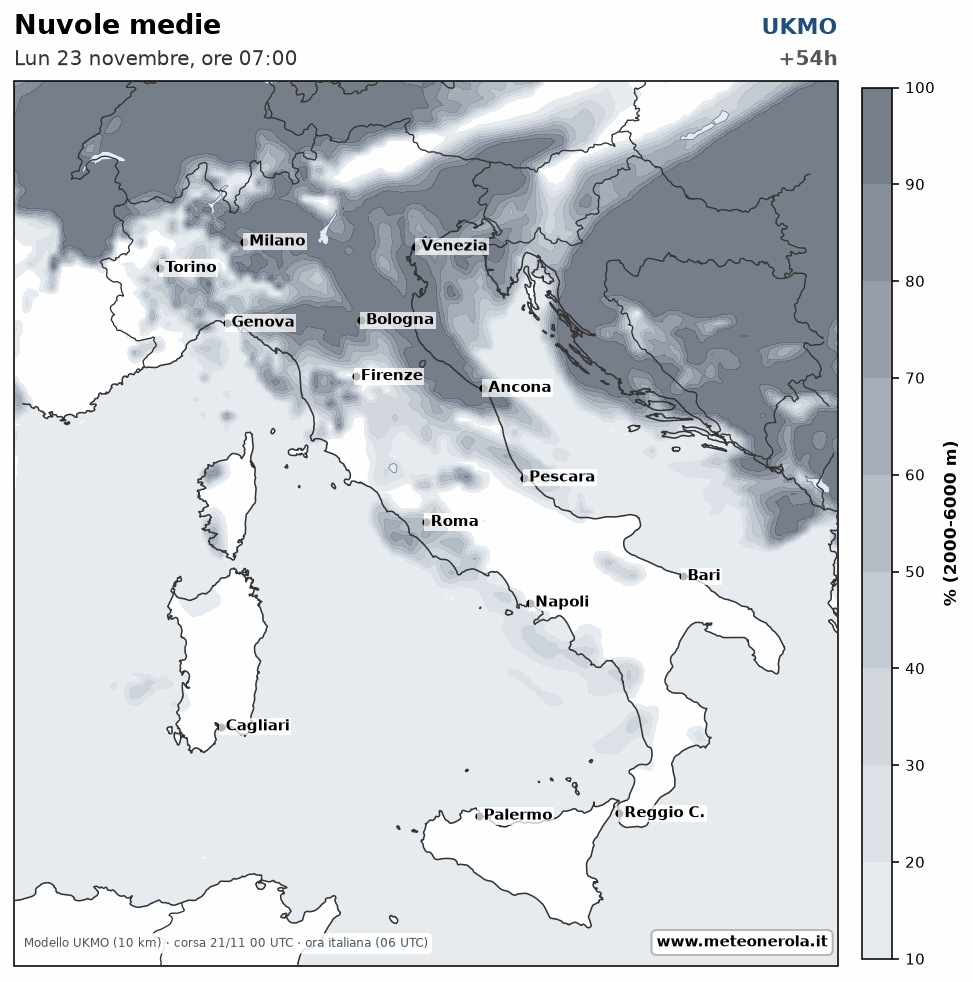 Nuvole medie
UKMO
Lun 23 novembre, ore 07:00
+54h
Milano
Venezia
Torino
Genova
Bologna
Firenze
Ancona
Pescara
Roma
Bari
Napoli
Cagliari
Palermo
Reggio C.
100
90
80
70
60
50
40
30
20
10
% (2000-6000 m)
Modello UKMO (10 km) · corsa 21/11 00 UTC · ora italiana (06 UTC)
www.meteonerola.it